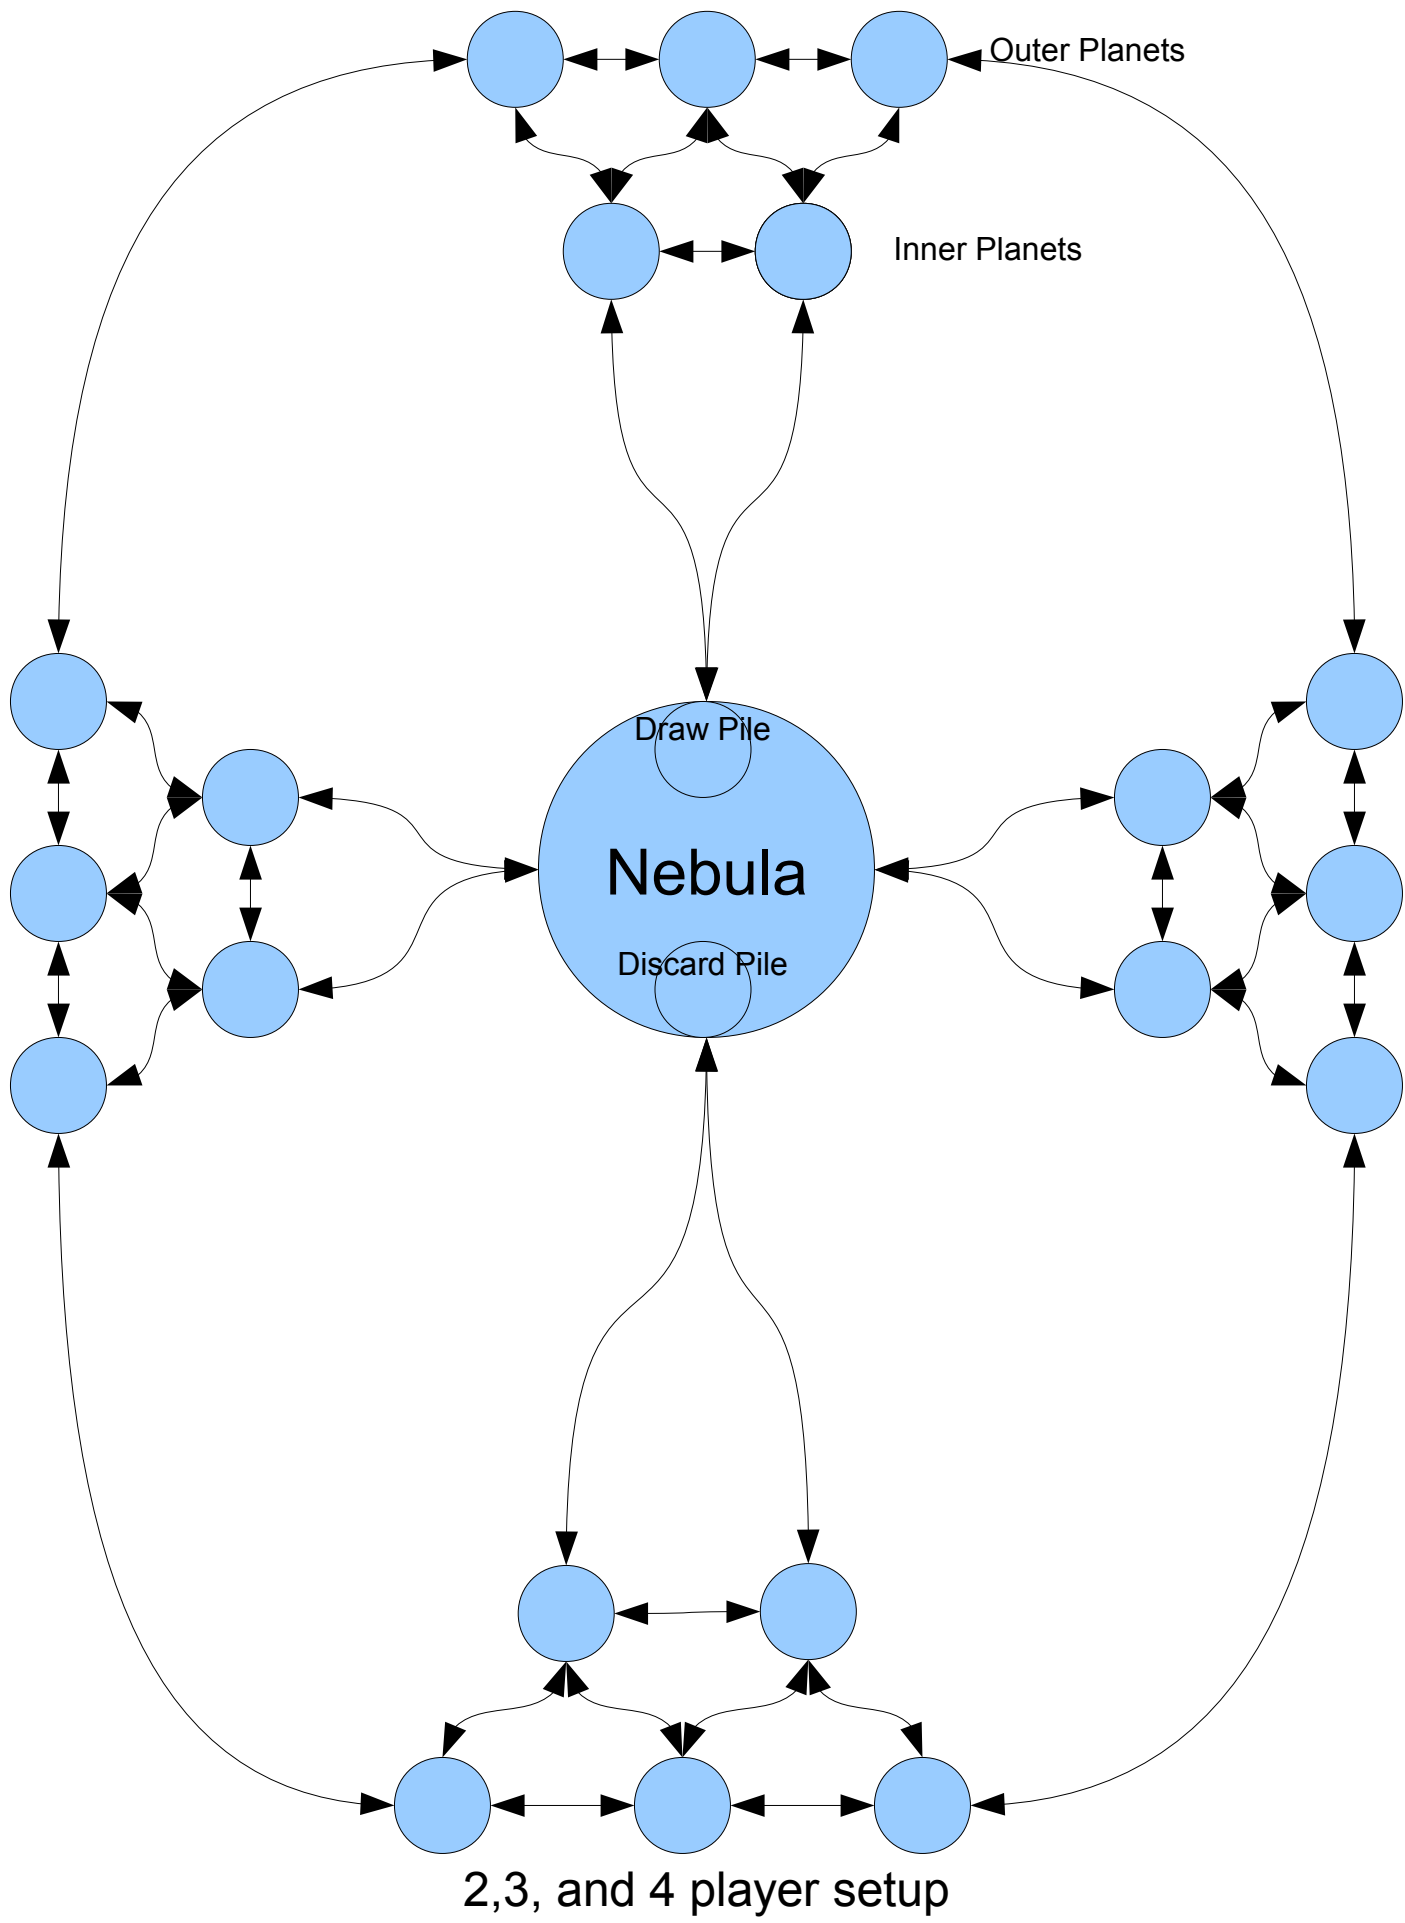 Outer Planets
Inner Planets
Draw Pile
Nebula
Discard Pile
2,3, and 4 player setup